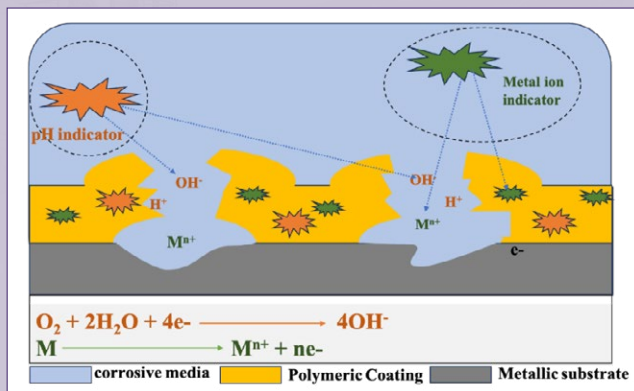 pH indicator
Metal ion
indicator
OH-
H+
Mⁿ⁺
OH-
H+
Mⁿ⁺
e-
O₂ + 2H₂O + 4e- → 4OH-
M → Mⁿ⁺ + ne-
corrosive media
Polymeric Coating
Metallic substrate